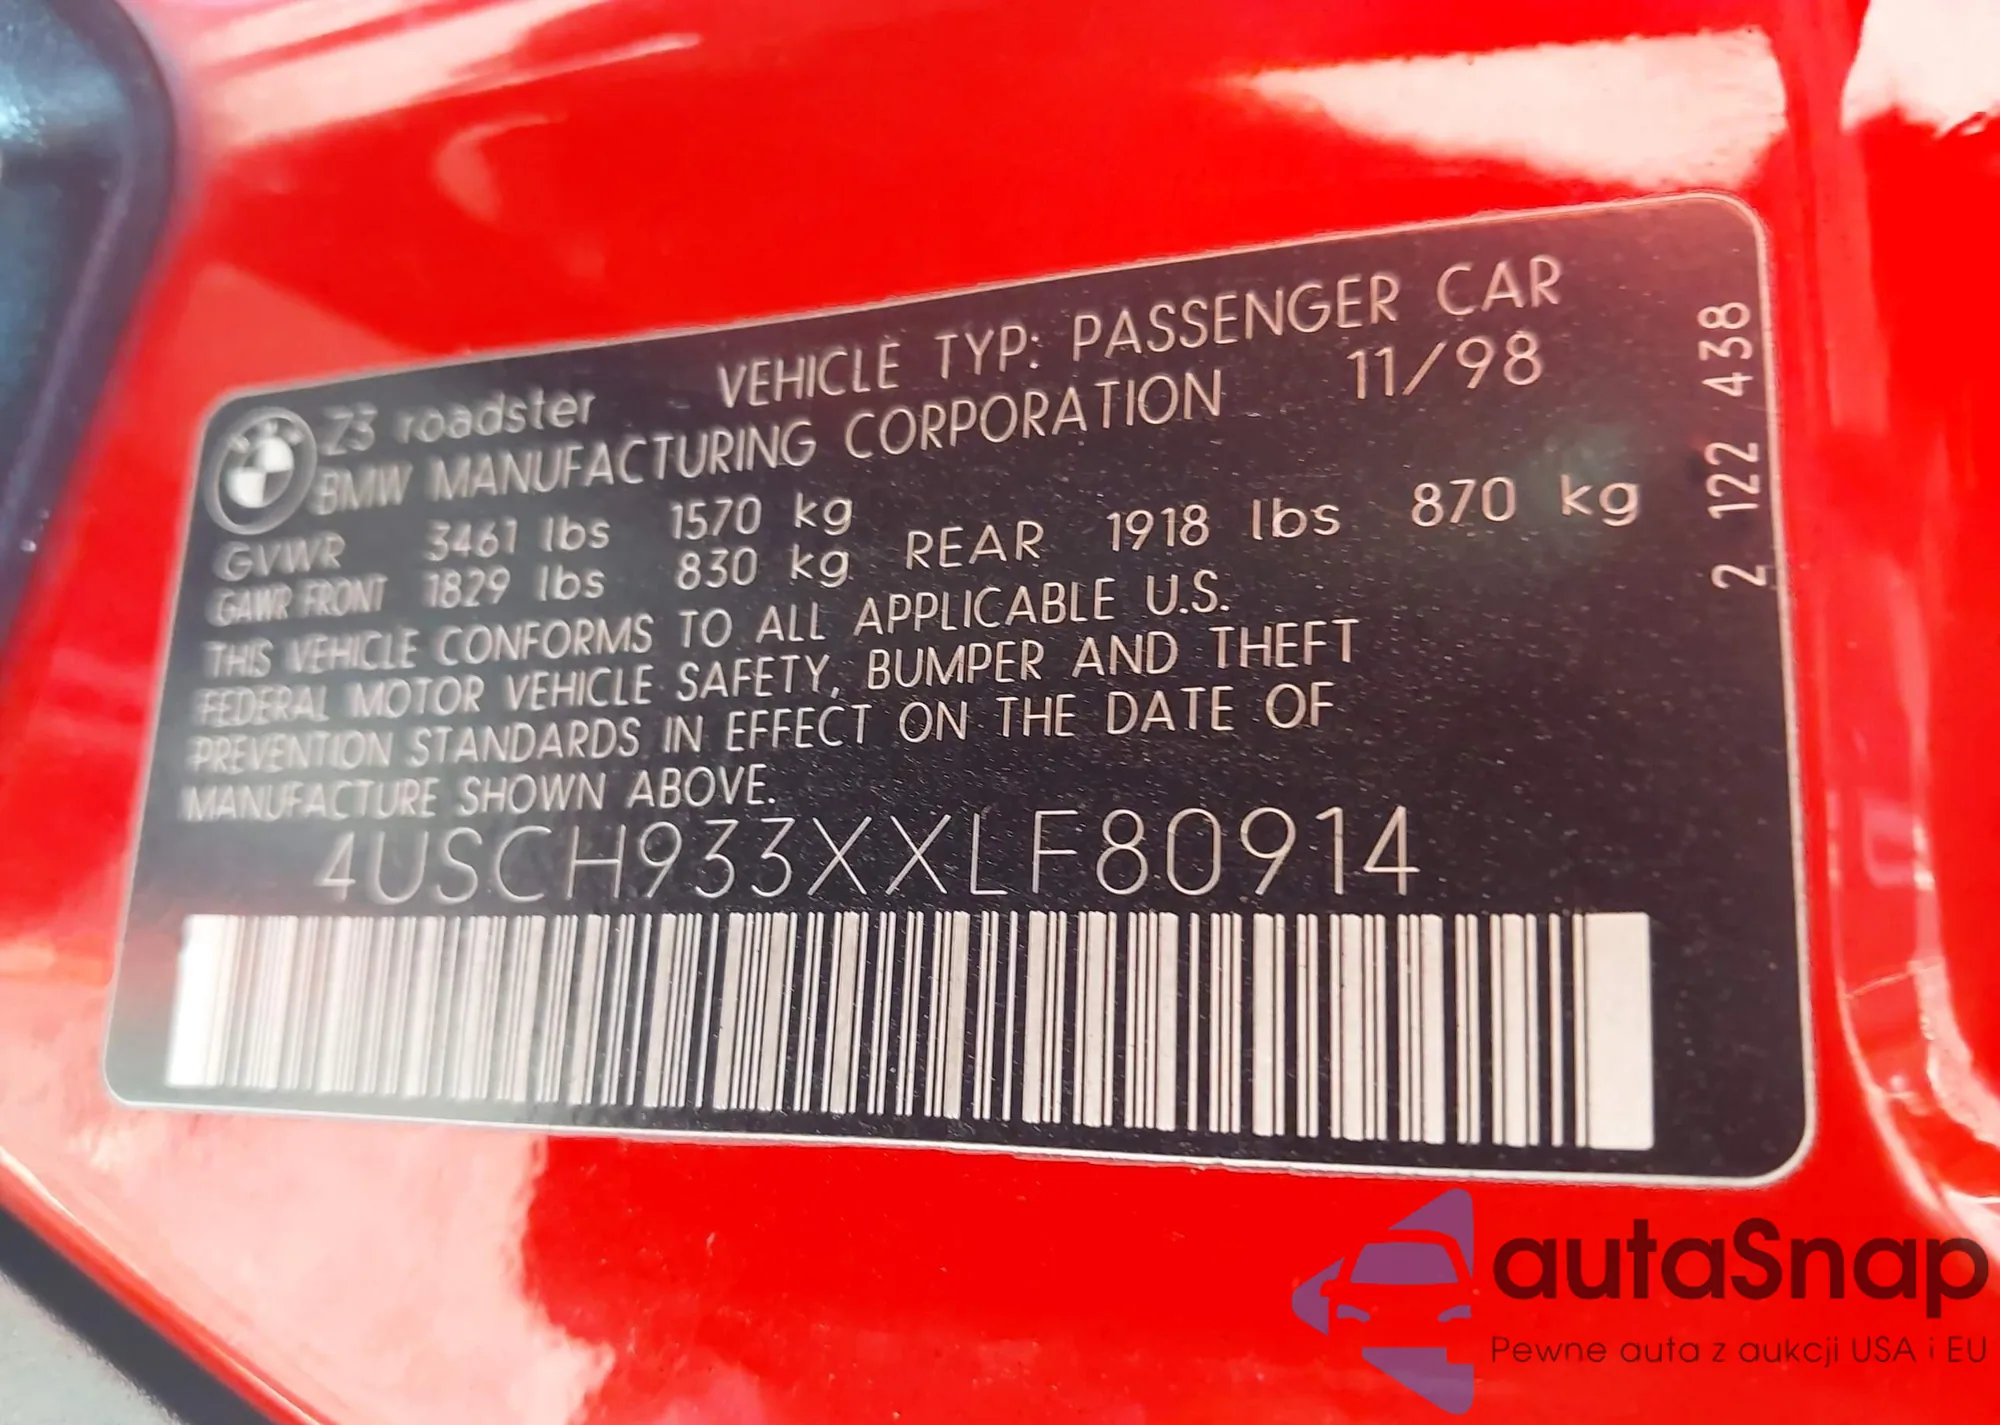 Z3 roadster VEHICLE TYP: PASSENGER CAR
BMW MANUFACTURING CORPORATION 11/98
GVWR 3461 lbs 1570 kg
GAWR FRONT 1829 lbs 830 kg REAR 1918 lbs 870 kg
THIS VEHICLE CONFORMS TO ALL APPLICABLE U.S.
FEDERAL MOTOR VEHICLE SAFETY, BUMPER AND THEFT
PREVENTION STANDARDS IN EFFECT ON THE DATE OF
MANUFACTURE SHOWN ABOVE.
4USCH933XXLF80914
2 122 438
autaSnap
Pewne auta z aukcji USA i EU